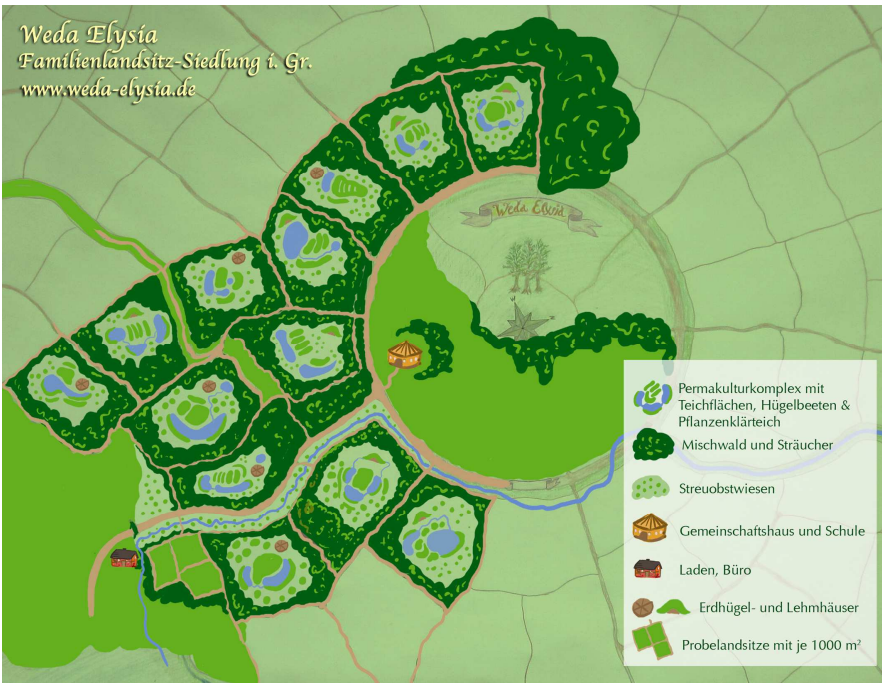 Weda Elysia
Familienlandsitz-Siedlung i. Gr.
www.weda-elysia.de
Weda Elysia
Permakulturkomplex mit
Teichflächen, Hügelbeeten &
Pflanzenklärteich
Mischwald und Sträucher
Streuobstwiesen
Gemeinschaftshaus und Schule
Laden, Büro
Erdhügel- und Lehmhäuser
Probelandsitze mit je 1000 m²